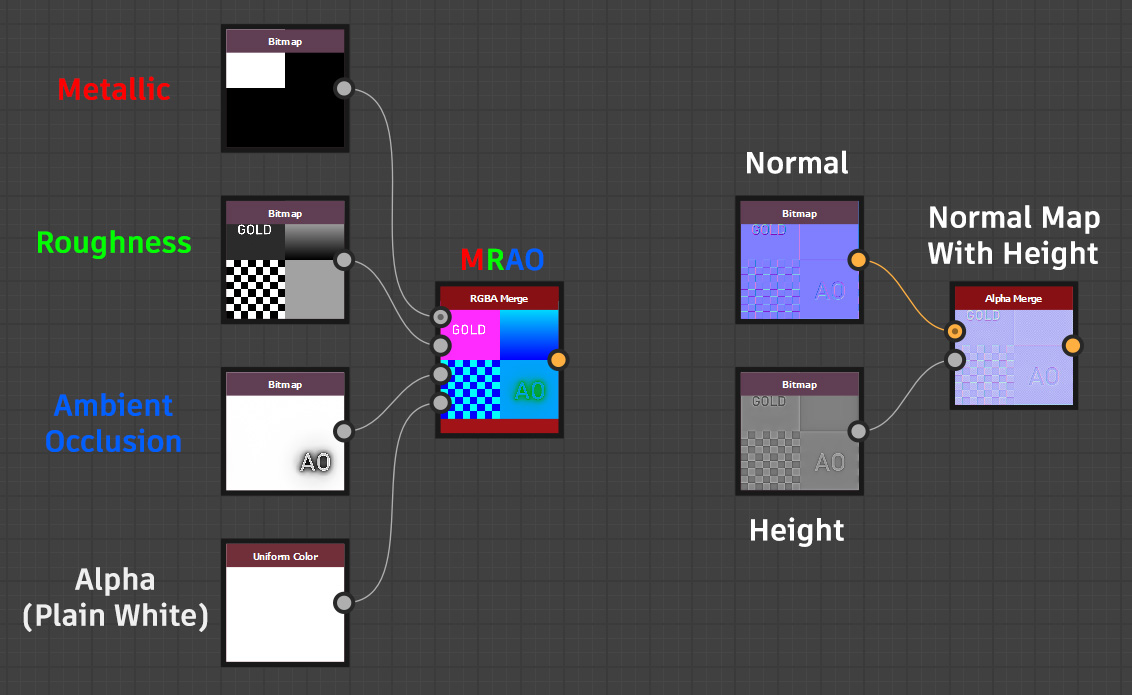 Bitmap
Metallic
Bitmap
GOLD
Roughness
MRAO
RGBA Merge
GOLD
AO
Ambient
Occlusion
Bitmap
AO
Uniform Color
Alpha
(Plain White)
Normal
Bitmap
GOLD
AO
Normal Map
With Height
Alpha Merge
GOLD
AO
Bitmap
GOLD
AO
Height